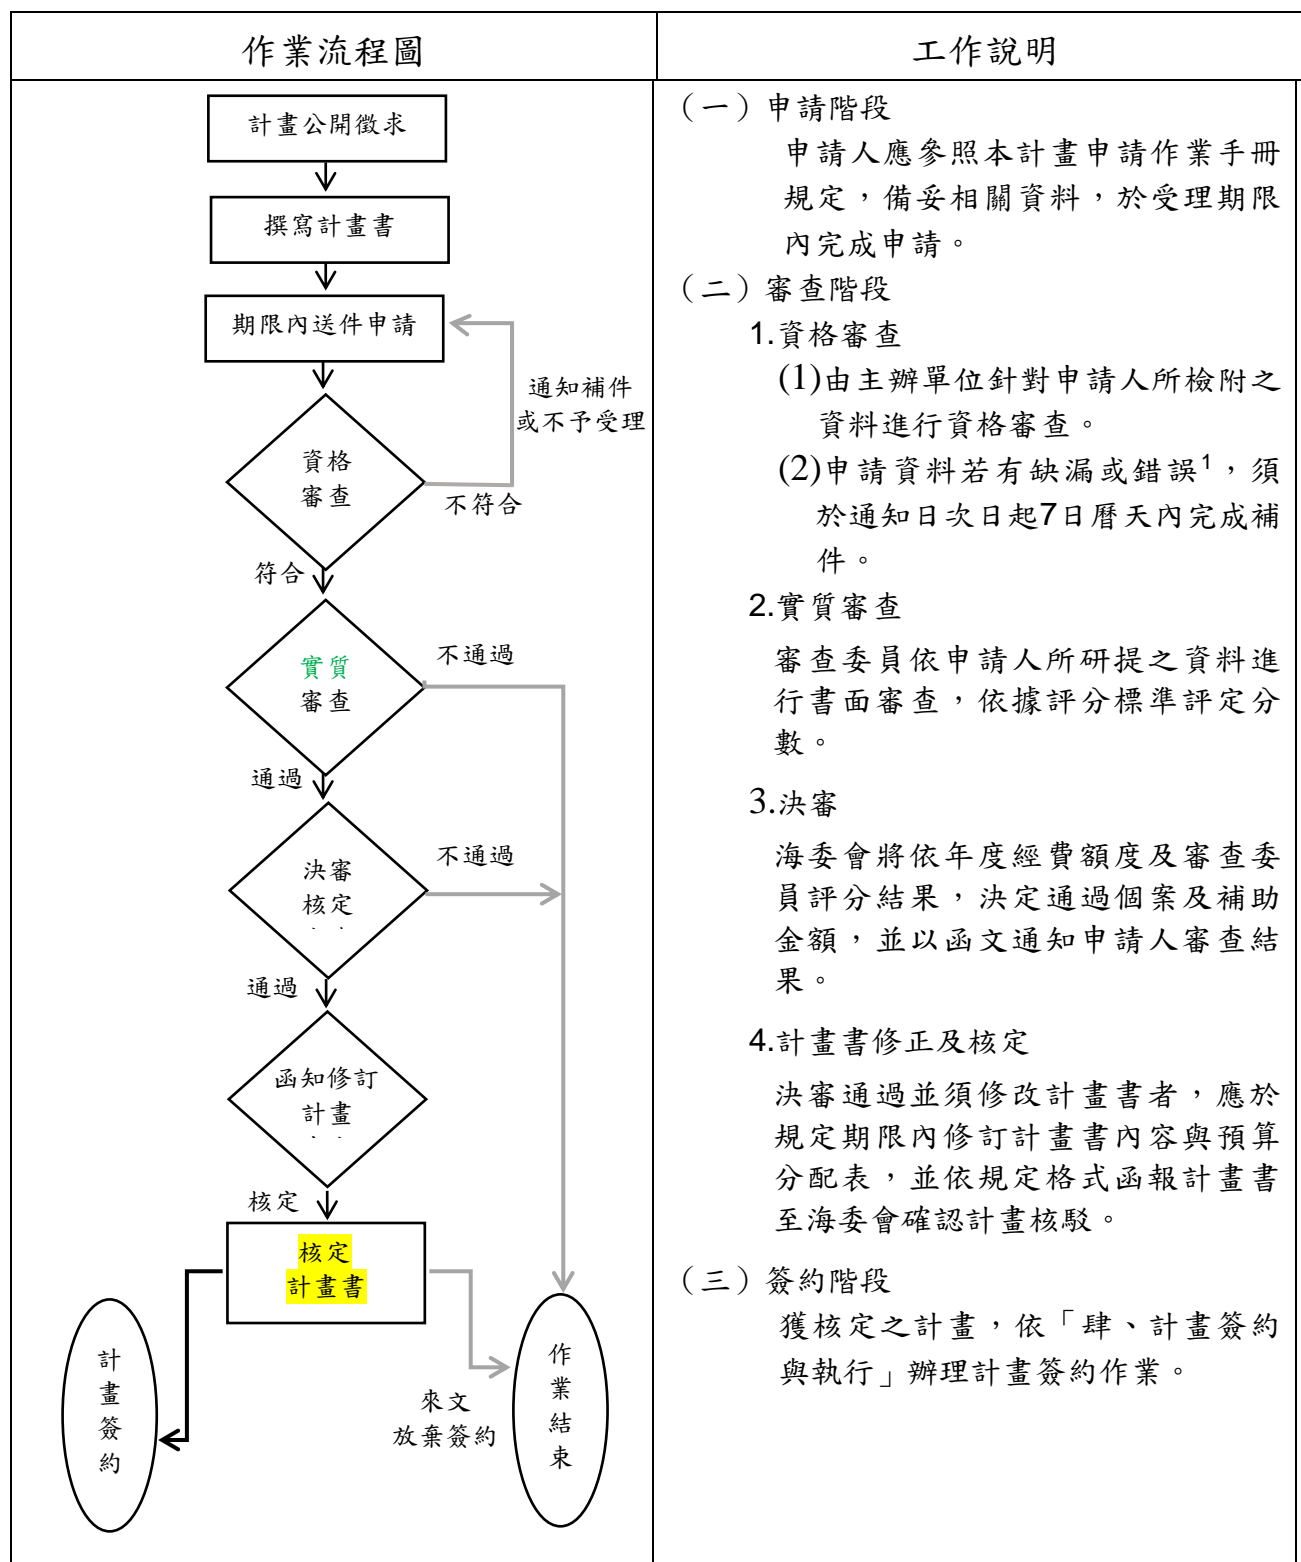 作業流程圖
工作說明
計畫公開徵求
撰寫計畫書
期限內送件申請
通知補件
或不予受理
資格
審查
不符合
符合
實質
審查
不通過
通過
決審
核定
不通過
通過
函知修訂
計畫
核定
核定
計畫書
計畫簽約
來文
放棄簽約
作業結束
（一）申請階段
申請人應參照本計畫申請作業手冊
規定，備妥相關資料，於受理期限
內完成申請。
（二）審查階段
1.資格審查
(1)由主辦單位針對申請人所檢附之
資料進行資格審查。
(2)申請資料若有缺漏或錯誤1，須
於通知日次日起7日曆天內完成補
件。
2.實質審查
審查委員依申請人所研提之資料進
行書面審查，依據評分標準評定分
數。
3.決審
海委會將依年度經費額度及審查委
員評分結果，決定通過個案及補助
金額，並以函文通知申請人審查結
果。
4.計畫書修正及核定
決審通過並須修改計畫書者，應於
規定期限內修訂計畫書內容與預算
分配表，並依規定格式函報計畫書
至海委會確認計畫核駁。
（三）簽約階段
獲核定之計畫，依「肆、計畫簽約
與執行」辦理計畫簽約作業。